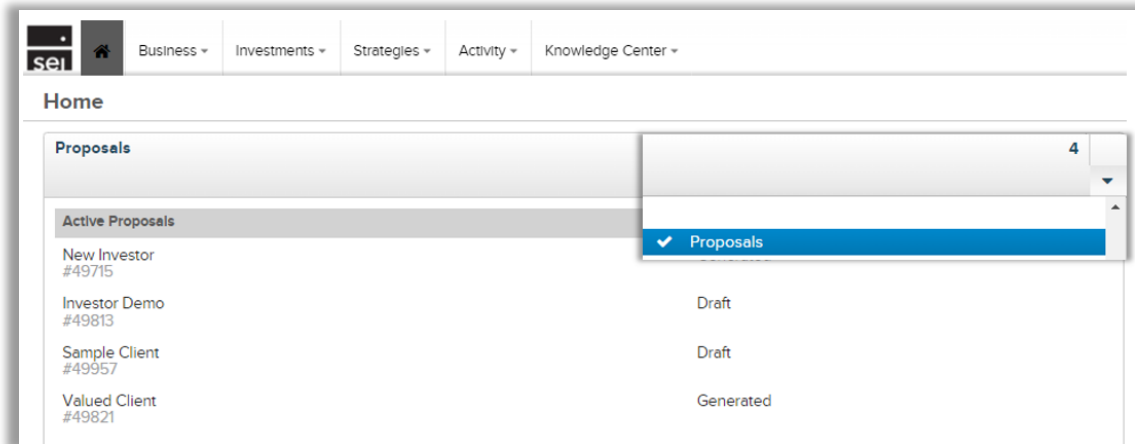 sei
Business
Investments
Strategies
Activity
Knowledge Center
Home
Proposals
4
Active Proposals
Proposals
New Investor
#49715
Investor Demo
Draft
#49813
Sample Client
Draft
#49957
Valued Client
Generated
#49821